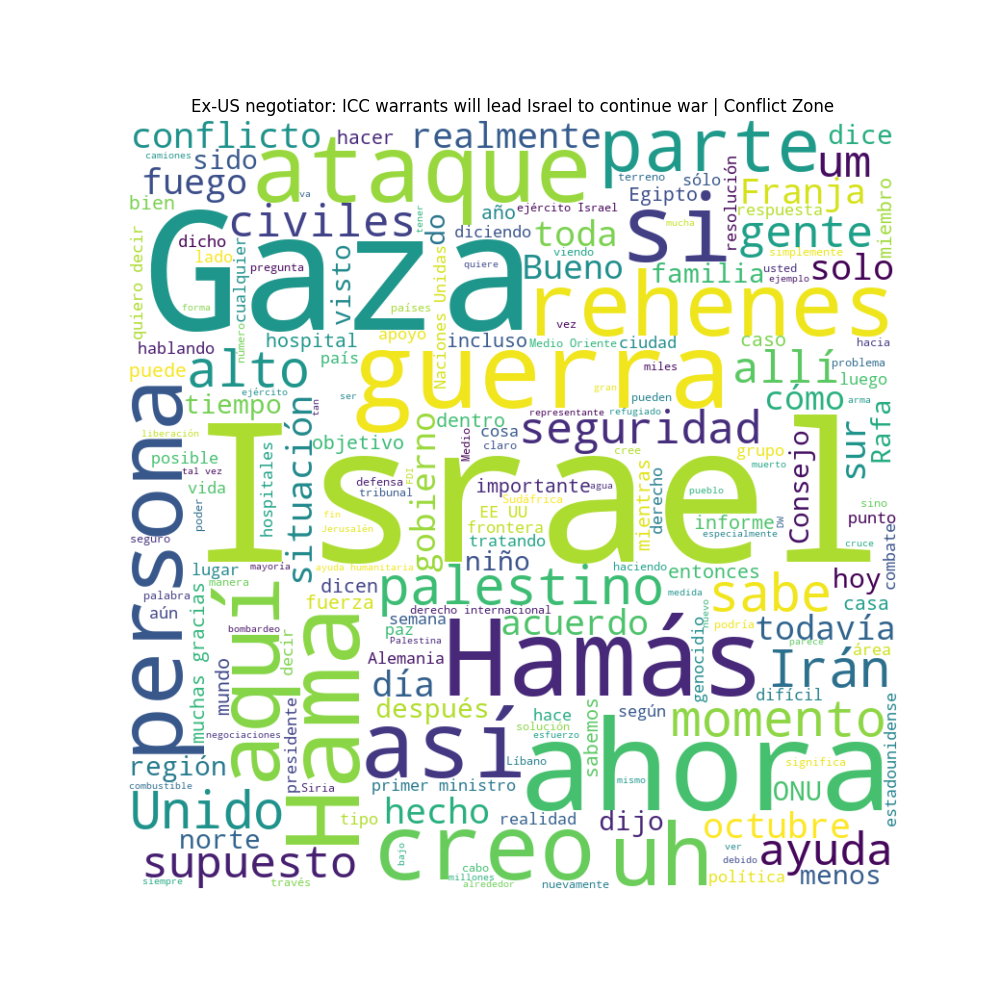 Ex-US negotiator: ICC warrants will lead Israel to continue war | Conflict Zone
conflicto
hacer
realmente
parte
um
dice
camiones
sido
ataque
terreno
sólo
resolución
fuego
va
Egipto
Franja
miembro
bien
civiles
año
ejército Israel
tener
si
mucha
respuesta
gente
dicho
do
diciendo
toda
simplemente
quiero decir
lado
cualquier
visto
Naciones Unidas
viendo
pregunta
Gaza
quiere
Bueno
familia
usted
ejemplo
solo
forma
países
rehenes
número
apoyo
vez
hablando
hospital
incluso
Medio Oriente
ciudad
caso
hacia
país
guerra
puede
alto
miles
allí
problema
luego
ser
gran
pueden
cómo
arma
persona
ejército
tiempo
tan
dentro
representante
refugiado
sur
Rafa
liberación
situación
objetivo
gobierno
Medio
cosa
claro
seguridad
cree
grupo
muerto
Consejo
posible
tal vez
hospitales
Israel
vida
defensa
tribunal
FDI
importante
agua
mientras
derecho
pueblo
sino
poder
Sudáfrica
EE UU
informe
DW
punto
fin
Jerusalén
frontera
especialmente
seguro
tratando
combate
mayoría
ayuda humanitaria
niño
haciendo
entonces
cruce
lugar
manera
dicen
palestino
medida
sabe
hoy
palabra
aquí
fuerza
derecho internacional
nuevo
casa
aún
muchas gracias
semana
acuerdo
podría
todavía
bombardeo
decir
Hama
paz
Palestina
genocidio
parece
área
mundo
Alemania
Hamás
Irán
día
difícil
presidente
después
hace
según
momento
estadounidense
negociaciones
así
solución
sabemos
esfuerzo
región
Líbano
ahora
significa
combustible
Siria
primer ministro
mismo
ONU
Unido
tipo
hecho
realidad
dijo
octubre
norte
creo
uh
ayuda
supuesto
bajo
cabo
ver
debido
siempre
través
millones
alrededor
nuevamente
política
menos